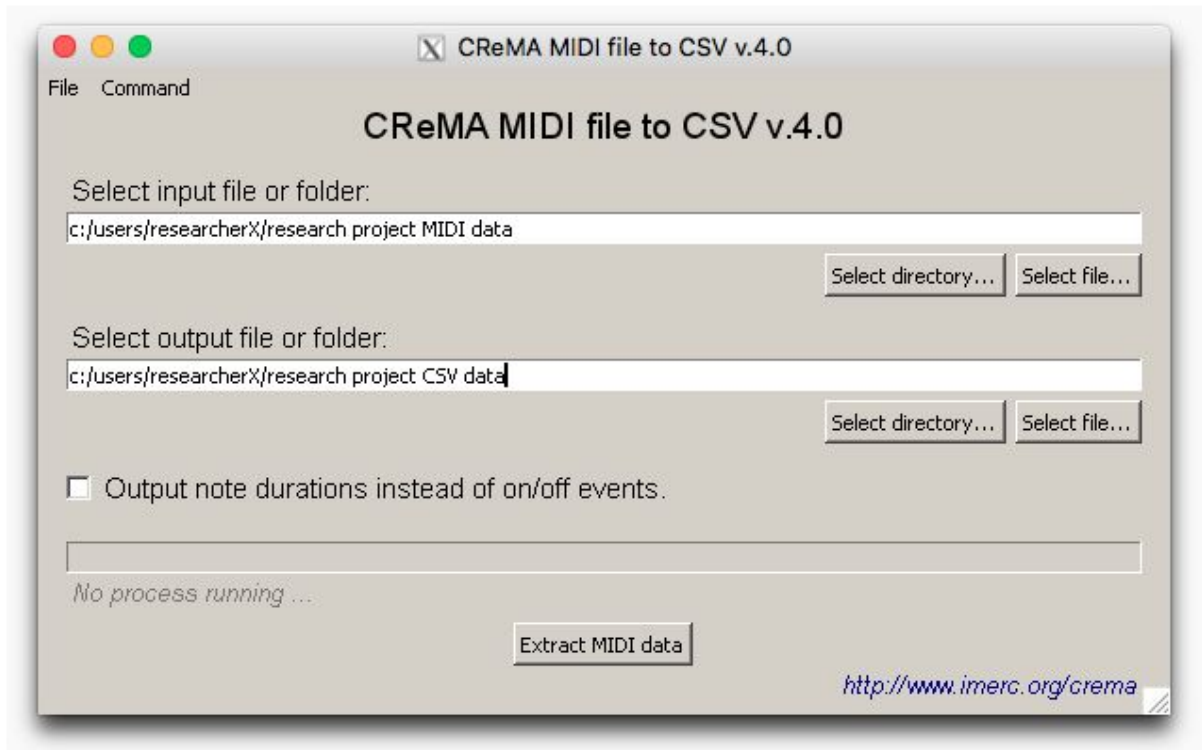 CReMA MIDI file to CSV v.4.0
File Command
CReMA MIDI file to CSV v.4.0
Select input file or folder:
c:/users/researcherX/research project MIDI data
Select directory... Select file...
Select output file or folder:
c:/users/researcherX/research project CSV data
Select directory... Select file...
Output note durations instead of on/off events.
No process running ...
Extract MIDI data
http://www.imerc.org/crema